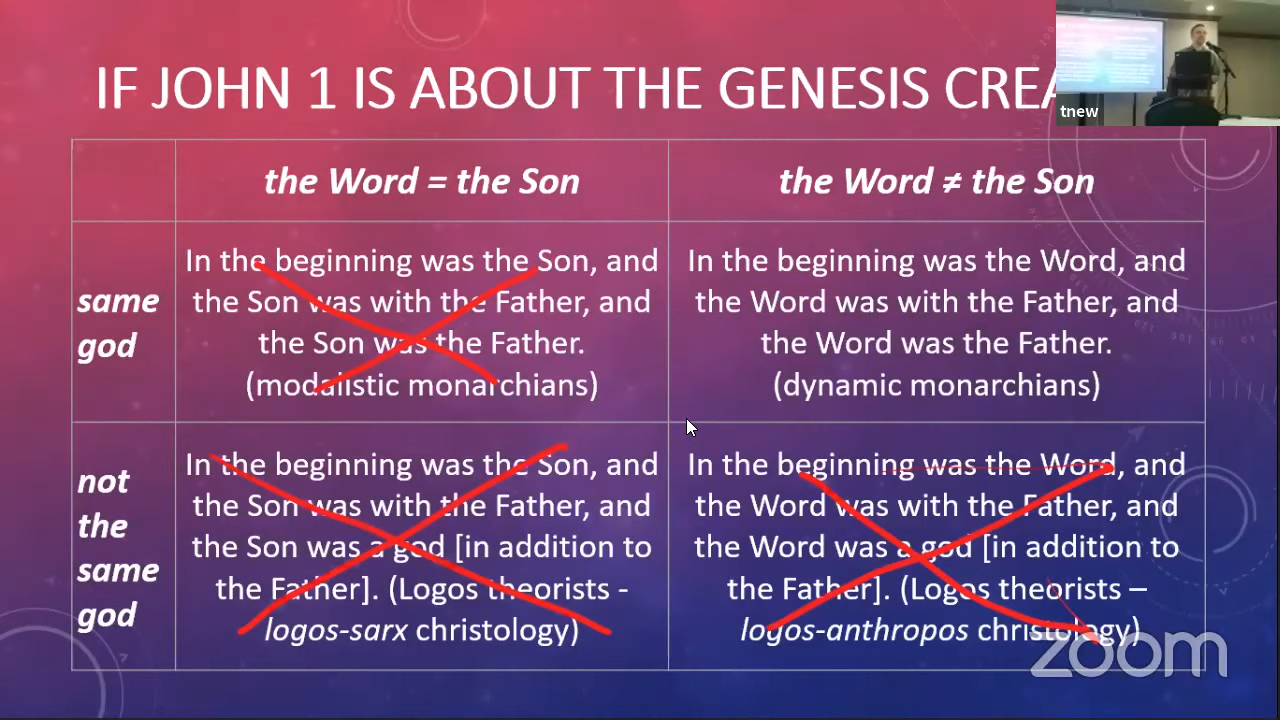 IF JOHN 1 IS ABOUT THE GENESIS CREA
tnew
the Word = the Son
the Word ≠ the Son
same
god
In the beginning was the Son, and
the Son was with the Father, and
the Son was the Father.
(modalistic monarchians)
In the beginning was the Word, and
the Word was with the Father, and
the Word was the Father.
(dynamic monarchians)
not
the
same
god
In the beginning was the Son, and
the Son was with the Father, and
the Son was a god [in addition to
the Father]. (Logos theorists -
logos-sarx christology)
In the beginning was the Word, and
the Word was with the Father, and
the Word was a god [in addition to
the Father]. (Logos theorists –
logos-anthropos christology)
zoom